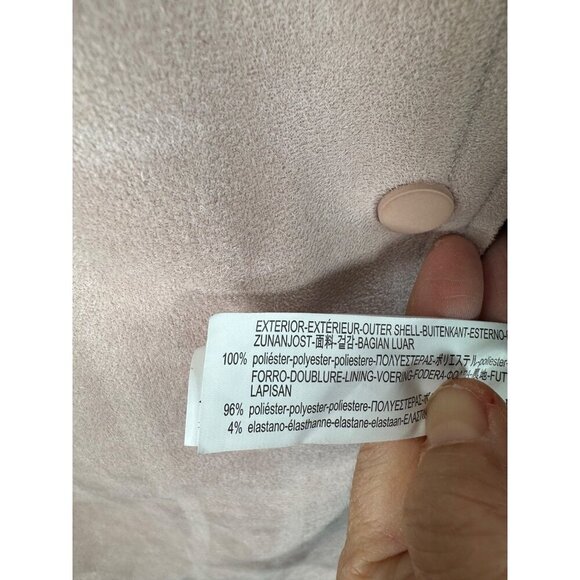 EXTERIOR-EXTÉRIEUR-OUTER SHELL-BUITENKANT-ESTERNO-
ZUNANJOST-面料-겉감-BAGIAN LUAR
100% poliéster-polyester-poliestere-ΠΟΛΥΕΣΤΕΡΑΣ-ポリエステル-poliester-
FORRO-DOUBLURE-LINING-VOERING-FODERA-
LAPISAN
96% poliéster-polyester-poliestere-ΠΟΛΥΕΣΤΕΡΑΣ
4% elastano-élasthanne-elastane-elastaan-